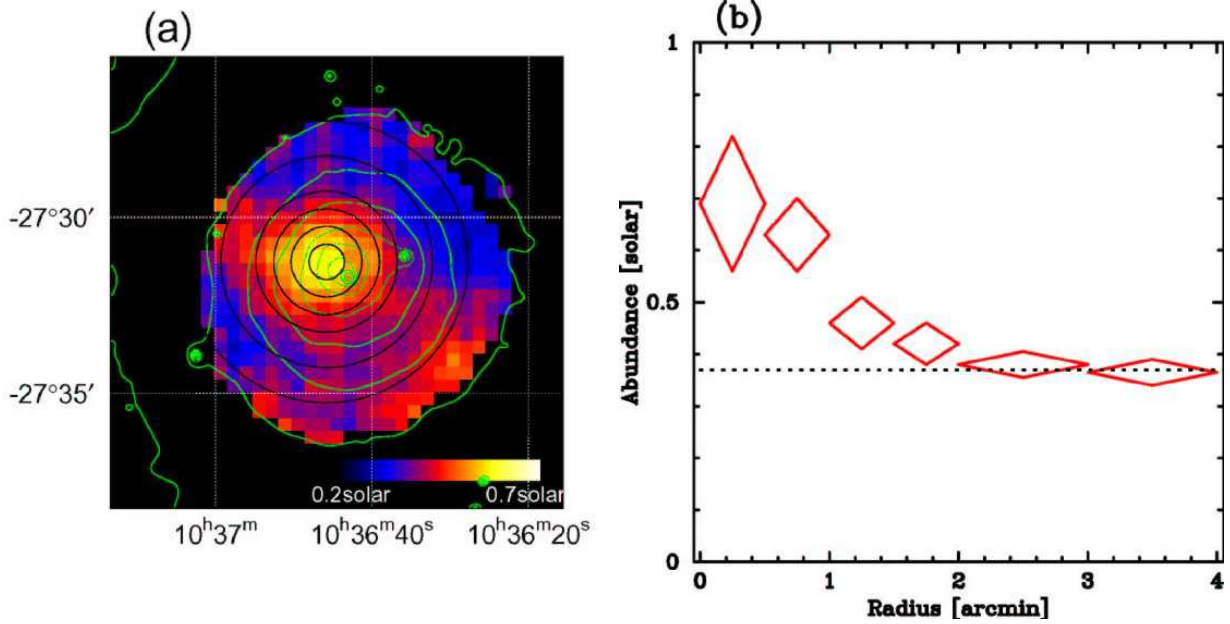 (a)
-27°30′
-27°35′
0.2solar 0.7solar
10ʰ37ᵐ 10ʰ36ᵐ40ˢ 10ʰ36ᵐ20ˢ
(b)
1
0.5
0
Abundance [solar]
0 1 2 3 4
Radius [arcmin]